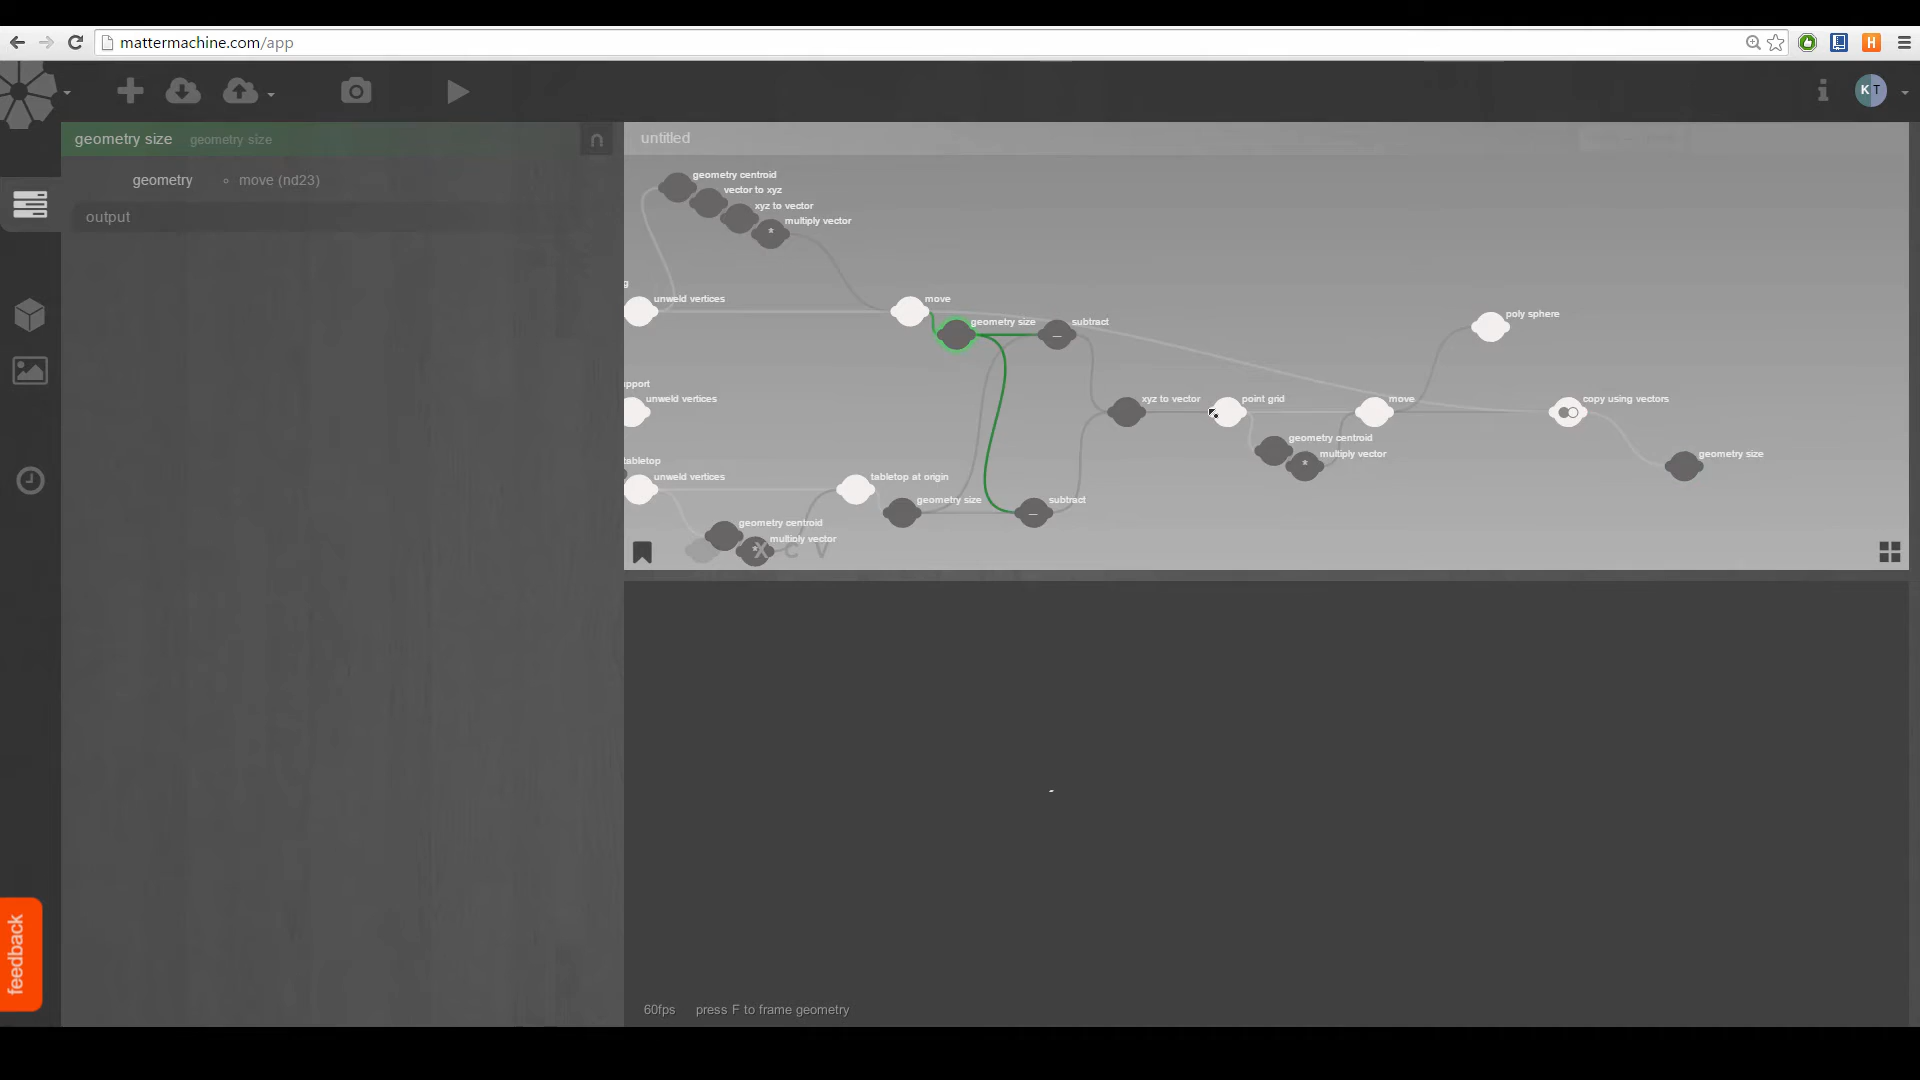 mattermachine.com/app
H
KT
geometry size geometry size
geometry move (nd23)
output
untitled
geometry centroid
vector to xyz
xyz to vector
multiply vector
*
g
unweld vertices
move
geometry size
subtract
poly sphere
upport
unweld vertices
xyz to vector
point grid
move
copy using vectors
geometry centroid
multiply vector
*
geometry size
tabletop
unweld vertices
tabletop at origin
geometry size
subtract
geometry centroid
multiply vector
X C V
feedback
60fps press F to frame geometry